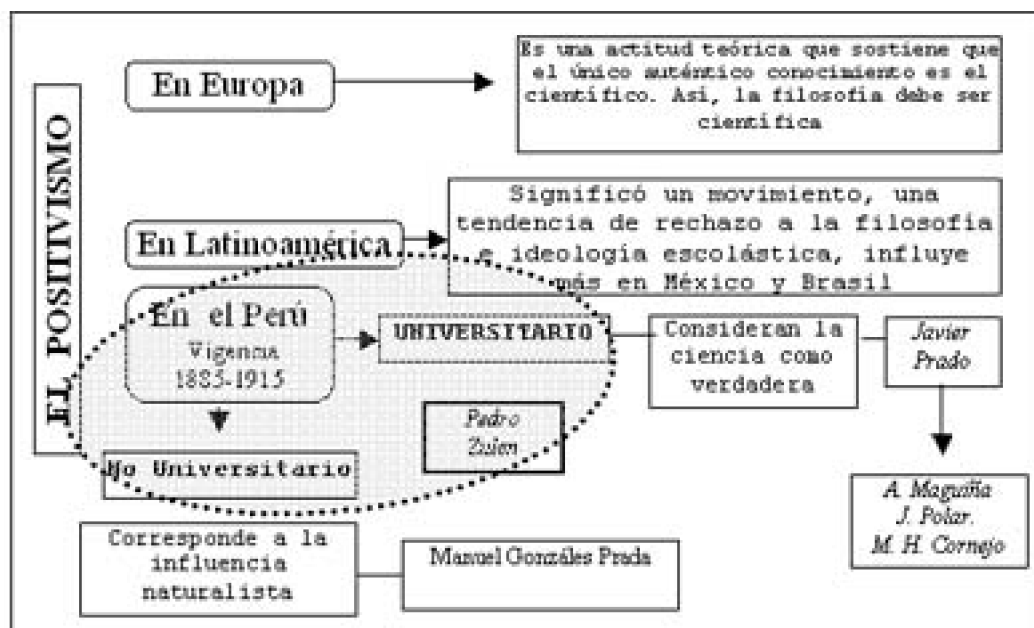 EL POSITIVISMO
En Europa
Es una actitud teórica que sostiene que
el único auténtico conocimiento es el
científico. Así, la filosofía debe ser
científica
En Latinoamérica
Significó un movimiento, una
tendencia de rechazo a la filosofía
e ideología escolástica, influye
más en México y Brasil
En el Perú
Vigencia
1885-1915
UNIVERSITARIO
Consideran la
ciencia como
verdadera
Javier
Prado
Pedro
Zulen
No Universitario
A. Maguiña
J. Polar.
M. H. Cornejo
Corresponde a la
influencia
naturalista
Manuel Gonzáles Prada